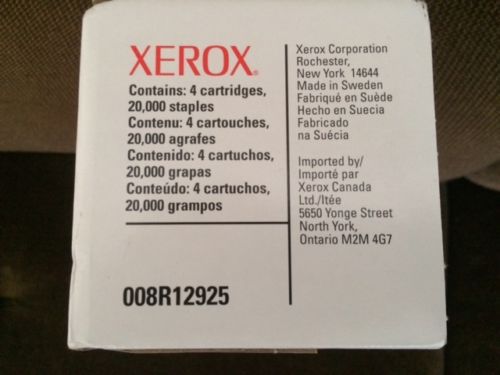 XEROX®
Contains: 4 cartridges,
20,000 staples
Contenu: 4 cartouches,
20,000 agrafes
Contenido: 4 cartuchos,
20,000 grapas
Conteúdo: 4 cartuchos,
20,000 grampos
008R12925
Xerox Corporation
Rochester,
New York 14644
Made in Sweden
Fabriqué en Suède
Hecho en Suecia
Fabricado
na Suécia
Imported by/
Importé par
Xerox Canada
Ltd./ltée
5650 Yonge Street
North York,
Ontario M2M 4G7